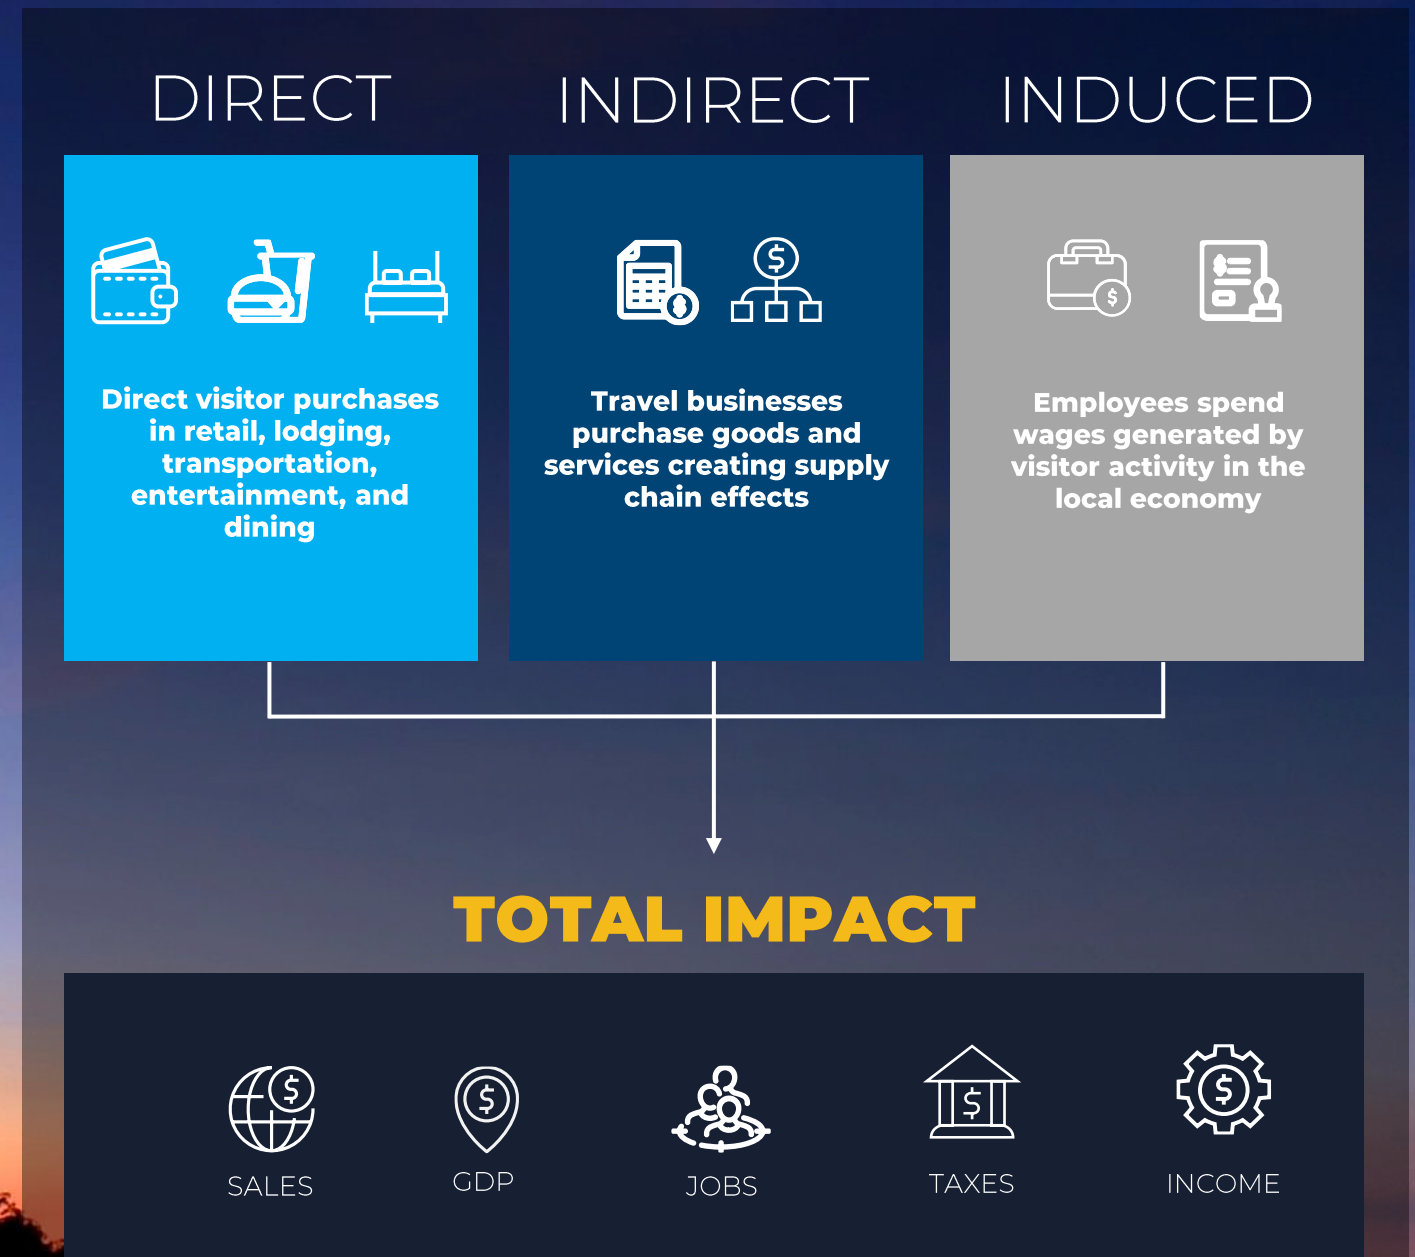 DIRECT
INDIRECT
INDUCED
Direct visitor purchases
in retail, lodging,
transportation,
entertainment, and
dining
$
Travel businesses
purchase goods and
services creating supply
chain effects
$
Employees spend
wages generated by
visitor activity in the
local economy
TOTAL IMPACT
$
SALES
$
GDP
JOBS
$
TAXES
$
INCOME